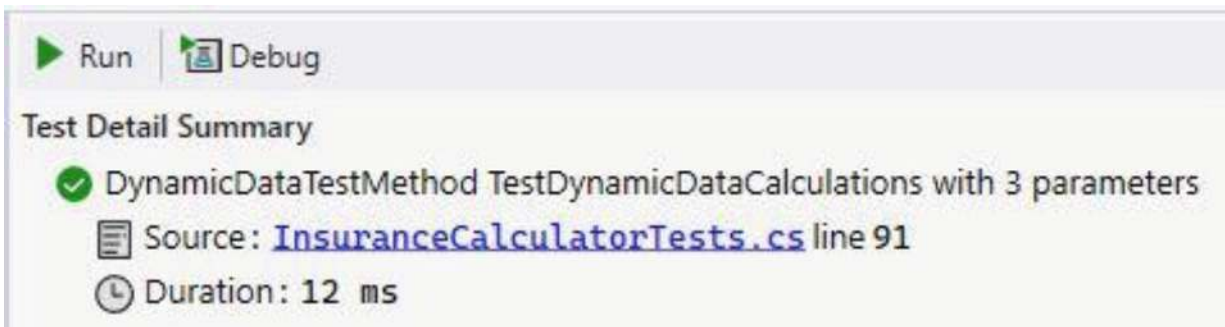 Run Debug
Test Detail Summary
DynamicDataTestMethod TestDynamicDataCalculations with 3 parameters
Source: InsuranceCalculatorTests.cs line 91
Duration: 12 ms